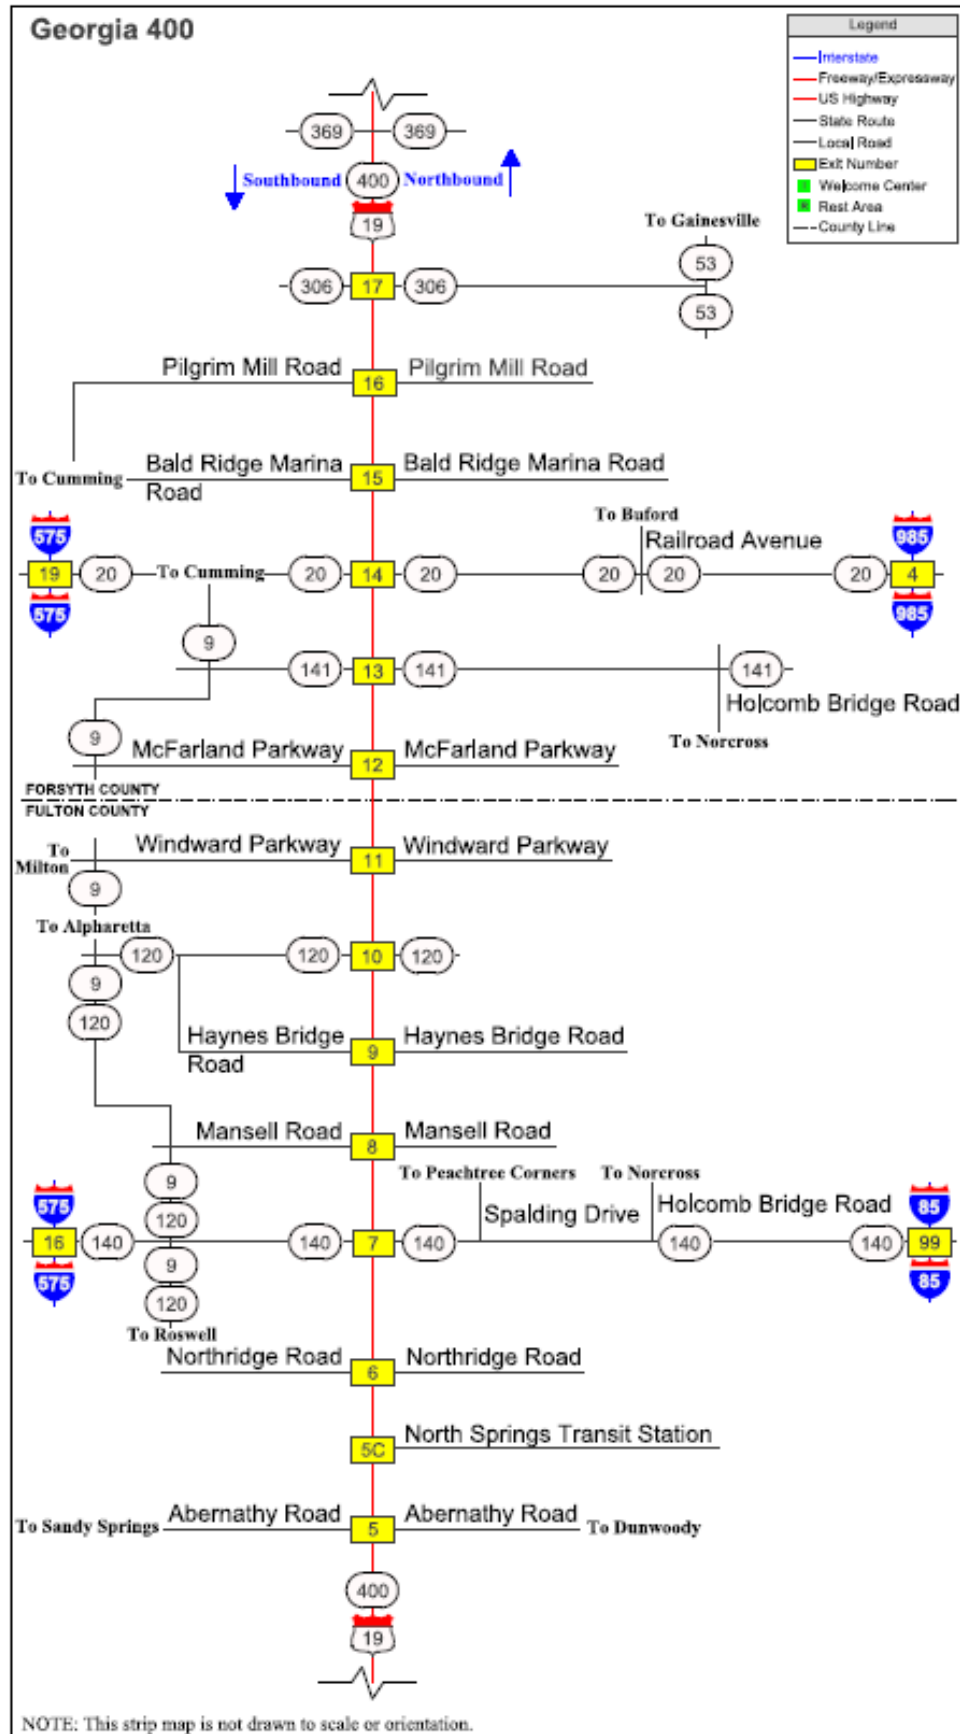 Georgia 400
Legend
Interstate
Freeway/Expressway
US Highway
State Route
Local Road
Exit Number
Welcome Center
Rest Area
County Line
369 369
Southbound 400 Northbound
19
To Gainesville
53
306 17 306
53
Pilgrim Mill Road 16 Pilgrim Mill Road
To Cumming Bald Ridge Marina Road 15 Bald Ridge Marina Road
To Buford
575 Railroad Avenue 985
19 20 To Cumming 20 14 20 20 20 20 4
575 985
9
141 13 141 141
Holcomb Bridge Road
9 To Norcross
McFarland Parkway 12 McFarland Parkway
FORSYTH COUNTY
FULTON COUNTY
To Milton Windward Parkway 11 Windward Parkway
9
To Alpharetta
120 120 10 120
9
120
Haynes Bridge Road 9 Haynes Bridge Road
Mansell Road 8 Mansell Road
To Peachtree Corners To Norcross
9
575 120 Spalding Drive Holcomb Bridge Road 85
16 140 140 7 140 140 140 99
575 9 85
120
To Roswell
Northridge Road 6 Northridge Road
5C North Springs Transit Station
To Sandy Springs Abernathy Road 5 Abernathy Road To Dunwoody
400
19
NOTE: This strip map is not drawn to scale or orientation.